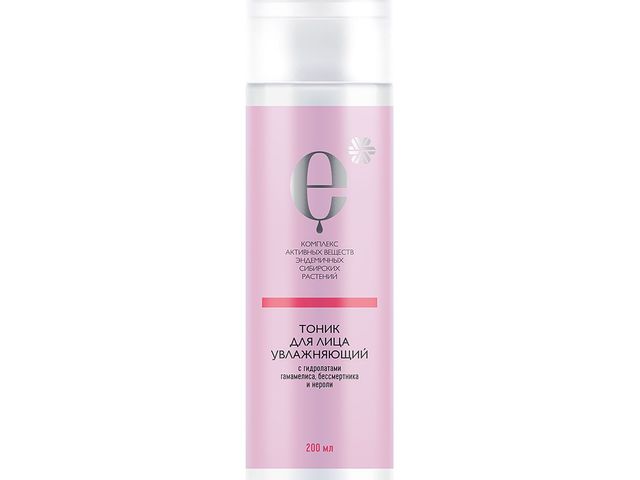 e
КОМПЛЕКС
АКТИВНЫХ ВЕЩЕСТВ
ЭНДЕМИЧНЫХ
СИБИРСКИХ
РАСТЕНИЙ
ТОНИК
ДЛЯ ЛИЦА
УВЛАЖНЯЮЩИЙ
с гидролатами
гамамелиса, бессмертника
и нероли
200 мл